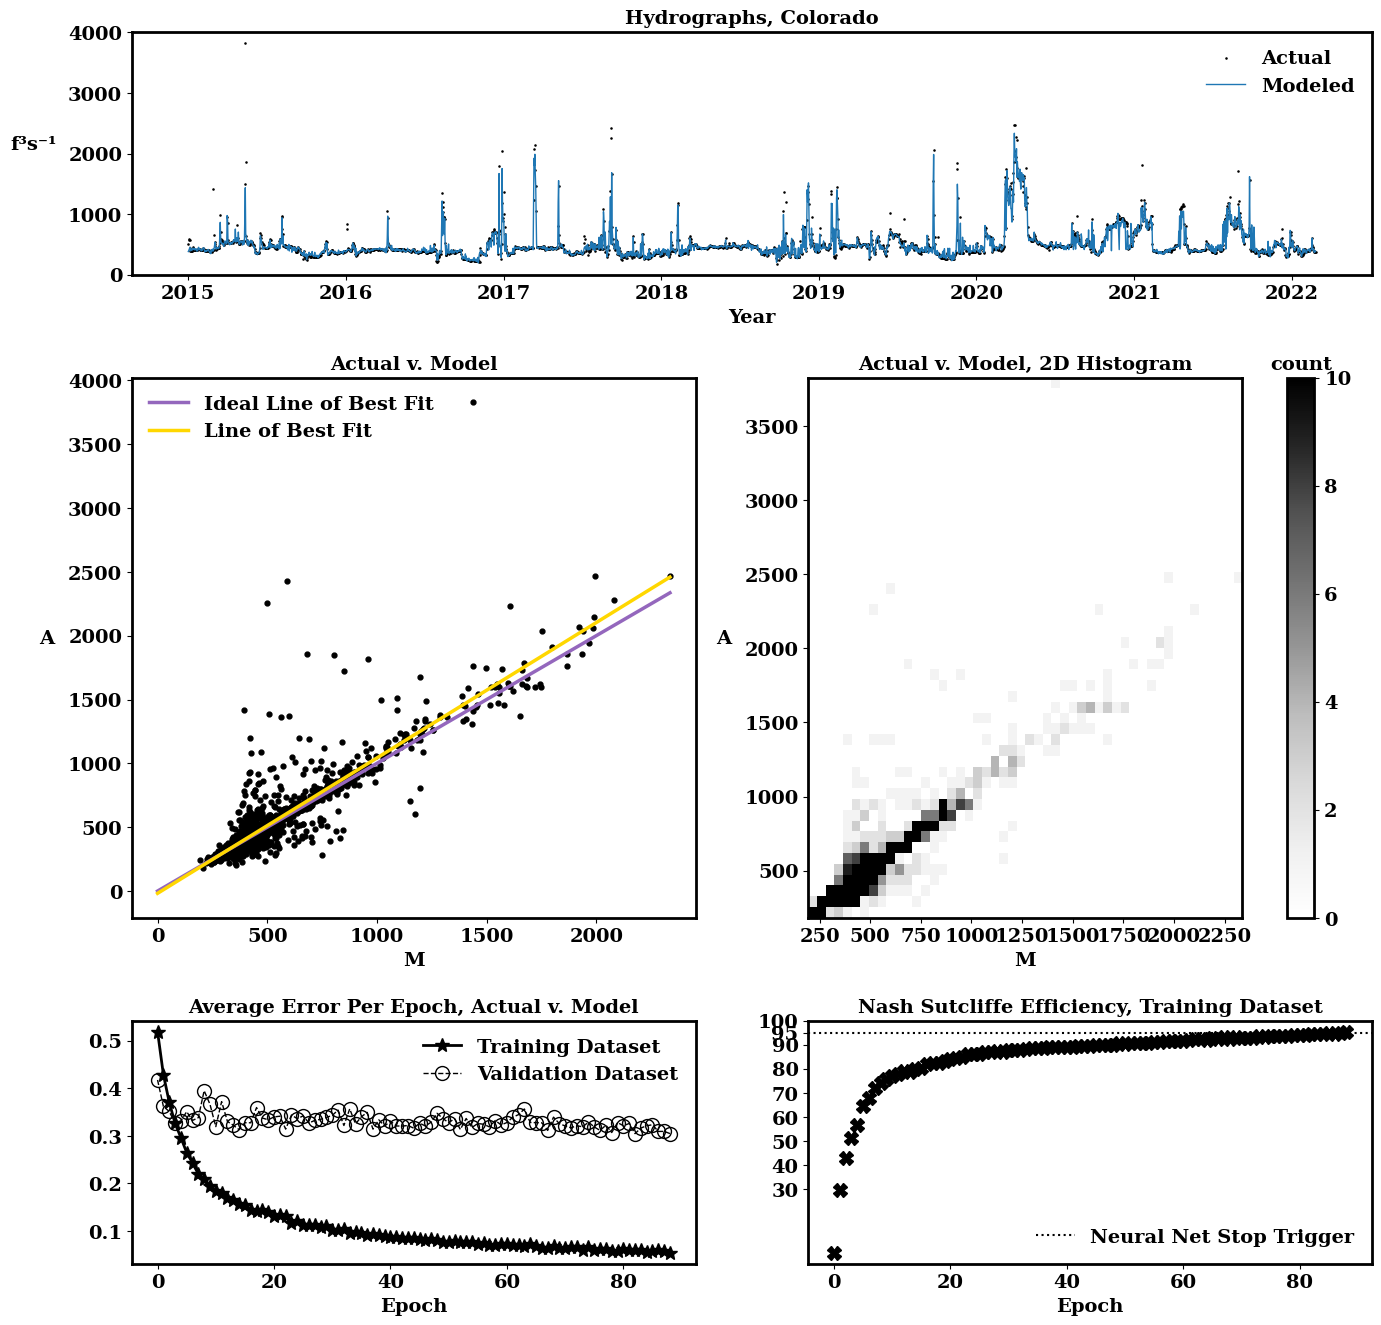 Hydrographs, Colorado
4000
3000
2000
1000
0
f³s⁻¹
Actual
Modeled
2015 2016 2017 2018 2019 2020 2021 2022
Year
Actual v. Model
4000
3500
3000
2500
2000
1500
1000
500
0
A
Ideal Line of Best Fit
Line of Best Fit
0 500 1000 1500 2000
M
Actual v. Model, 2D Histogram
3500
3000
2500
2000
1500
1000
500
A
250 500 750 1000 1250 1500 1750 2000 2250
M
count
10
8
6
4
2
0
Average Error Per Epoch, Actual v. Model
0.5
0.4
0.3
0.2
0.1
Training Dataset
Validation Dataset
0 20 40 60 80
Epoch
Nash Sutcliffe Efficiency, Training Dataset
100
95
90
80
70
60
50
40
30
Neural Net Stop Trigger
0 20 40 60 80
Epoch